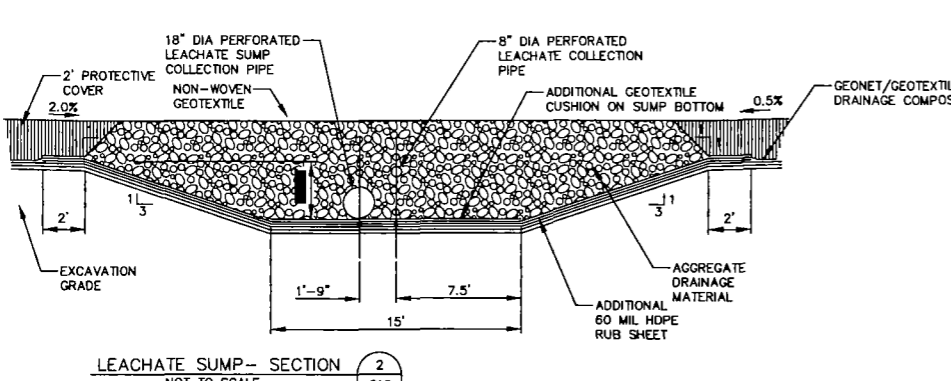 18" DIA PERFORATED
LEACHATE SUMP
COLLECTION PIPE
8" DIA PERFORATED
LEACHATE COLLECTION
PIPE
2' PROTECTIVE
COVER
NON-WOVEN
GEOTEXTILE
ADDITIONAL GEOTEXTILE
CUSHION ON SUMP BOTTOM
GEONET/GEOTEXTIL
DRAINAGE COMPOS
2.0%
0.5%
1
3
1
3
2'
2'
EXCAVATION
GRADE
AGGREGATE
DRAINAGE
MATERIAL
1'-9"
7.5'
15'
ADDITIONAL
60 MIL HDPE
RUB SHEET
LEACHATE SUMP- SECTION
2
NOT TO SCALE